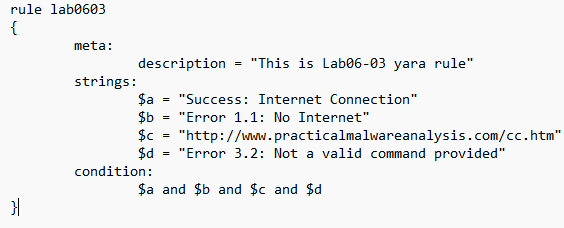 rule lab0603
{
meta:
description = "This is Lab06-03 yara rule"
strings:
$a = "Success: Internet Connection"
$b = "Error 1.1: No Internet"
$c = "http://www.practicalmalwareanalysis.com/cc.htm"
$d = "Error 3.2: Not a valid command provided"
condition:
$a and $b and $c and $d
}